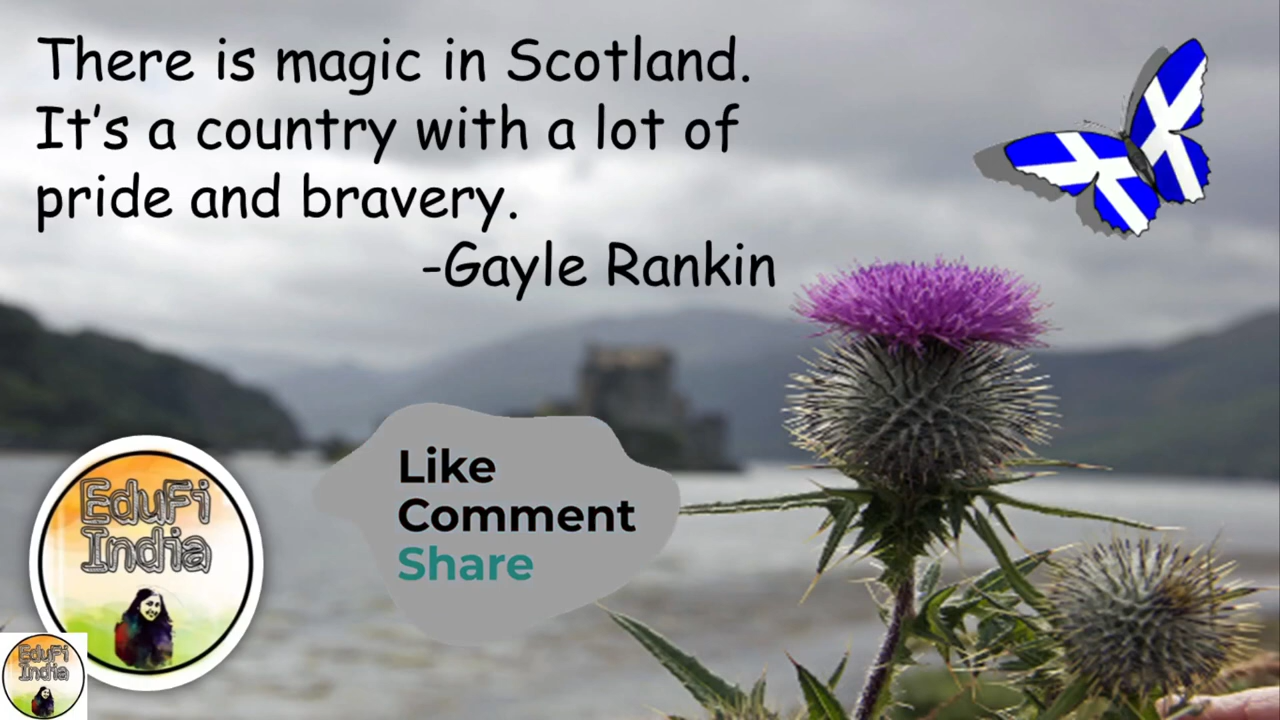 There is magic in Scotland.
It's a country with a lot of
pride and bravery.
-Gayle Rankin
Like
Comment
Share
EduFi
India
EduFi
India